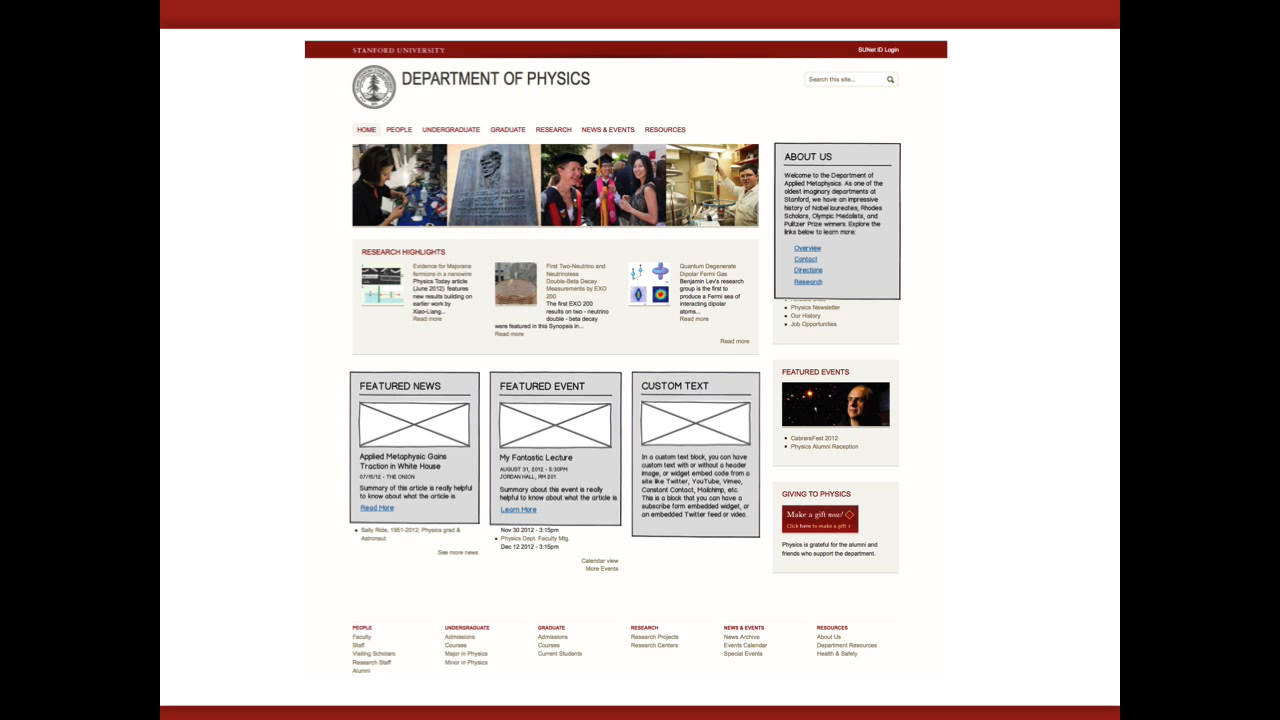 STANFORD UNIVERSITY
SUNet ID Login
DEPARTMENT OF PHYSICS
Search this site...
HOME PEOPLE UNDERGRADUATE GRADUATE RESEARCH NEWS & EVENTS RESOURCES
RESEARCH HIGHLIGHTS
Evidence for Majorana
fermions in a nanowire
Physics Today article
(June 2012) features
new results building on
earlier work by
Xiao-Liang...
Read more
First Two-Neutrino and
Neutrinoless
Double-Beta Decay
Measurements by EXO
200
The first EXO 200
results on two - neutrino
double - beta decay
were featured in this Synopsis in...
Read more
Quantum Degenerate
Dipolar Fermi Gas
Benjamin Lev's research
group is the first to
produce a Fermi sea of
interacting dipolar
atoms...
Read more
Read more
ABOUT US
Welcome to the Department of
Applied Metaphysics. As one of the
oldest imaginary departments at
Stanford, we have an impressive
history of Nobel laureates, Rhodes
Scholars, Olympic Medalists, and
Pulitzer Prize winners. Explore the
links below to learn more:
Overview
Contact
Directions
Research
Physics Newsletter
Our History
Job Opportunities
FEATURED NEWS
Applied Metaphysic Gains
Traction in White House
07/15/12 - THE ONION
Summary of this article is really helpful
to know about what the article is
Read More
Sally Ride, 1951-2012: Physics grad &
Astronaut
See more news
FEATURED EVENT
My Fantastic Lecture
AUGUST 31, 2012 - 5:30PM
JORDAN HALL, RM 201
Summary about this event is really
helpful to know about what the article is
Learn More
Nov 30 2012 - 3:15pm
Physics Dept. Faculty Mtg.
Dec 12 2012 - 3:15pm
Calendar view
More Events
CUSTOM TEXT
In a custom text block, you can have
custom text with or without a header
image, or widget embed code from a
site like Twitter, YouTube, Vimeo,
Constant Contact, Mailchimp, etc.
This is a block that you can have a
subscribe form embedded widget, or
an embedded Twitter feed or video.
FEATURED EVENTS
CabreraFest 2012
Physics Alumni Reception
GIVING TO PHYSICS
Make a gift now!
Click here to make a gift ›
Physics is grateful for the alumni and
friends who support the department.
PEOPLE
Faculty
Staff
Visiting Scholars
Research Staff
Alumni
UNDERGRADUATE
Admissions
Courses
Major in Physics
Minor in Physics
GRADUATE
Admissions
Courses
Current Students
RESEARCH
Research Projects
Research Centers
NEWS & EVENTS
News Archive
Events Calendar
Special Events
RESOURCES
About Us
Department Resources
Health & Safety